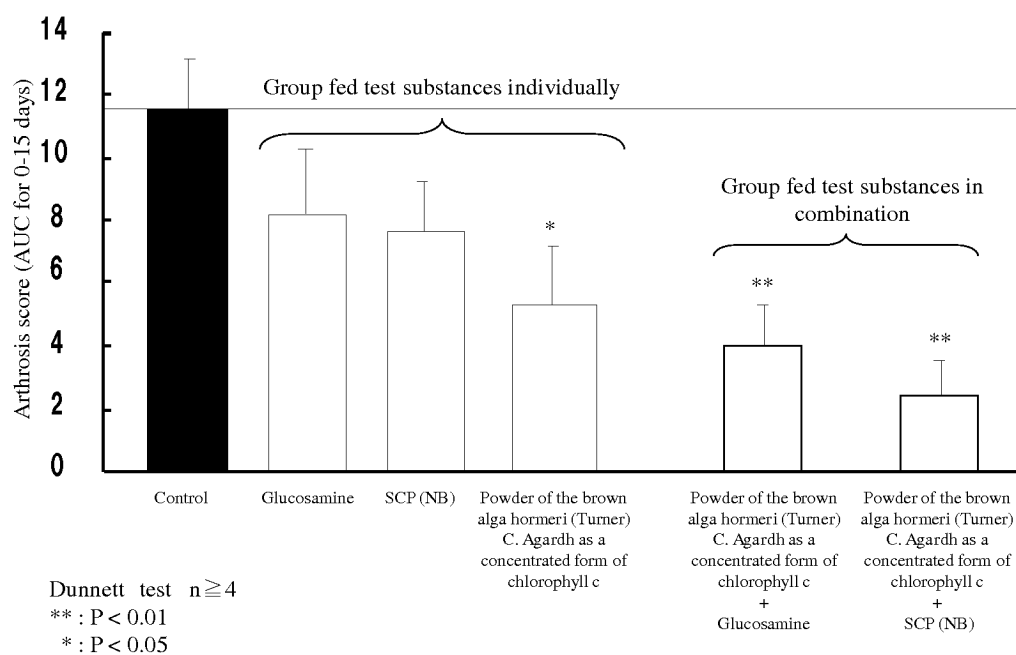 14
12
10
8
6
4
2
0
Arthrosis score (AUC for 0-15 days)
Group fed test substances individually
Group fed test substances in
combination
*
**
**
Control
Glucosamine
SCP (NB)
Powder of the brown
alga hormeri (Turner)
C. Agardh as a
concentrated form of
chlorophyll c
Powder of the brown
alga hormeri (Turner)
C. Agardh as a
concentrated form of
chlorophyll c
+
Glucosamine
Powder of the brown
alga hormeri (Turner)
C. Agardh as a
concentrated form of
chlorophyll c
+
SCP (NB)
Dunnett test n≧4
** : P < 0.01
* : P < 0.05